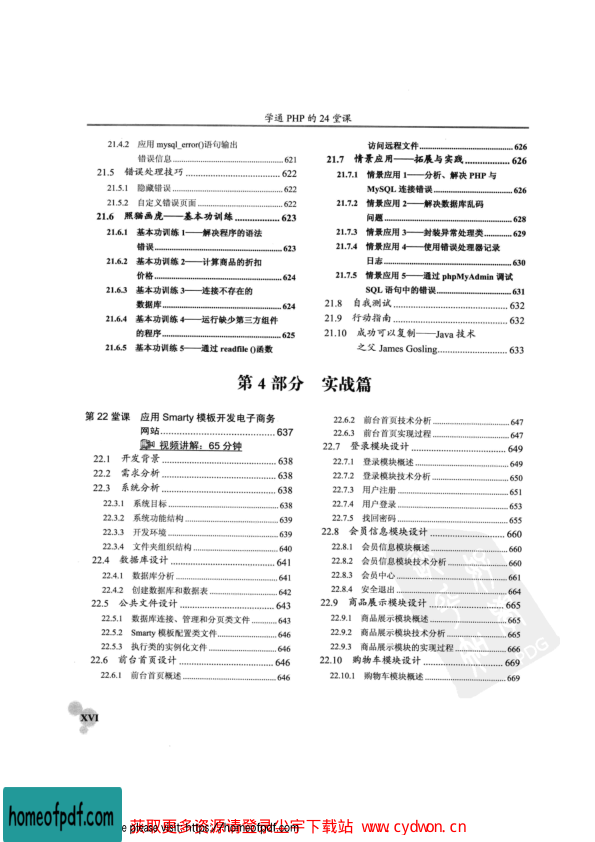 学通 PHP 的 24 堂课
21.4.2 应用 mysql_error()语句输出
错误信息 621
21.5 错误处理技巧 622
21.5.1 隐藏错误 622
21.5.2 自定义错误页面 622
21.6 照猫画虎——基本功训练 623
21.6.1 基本功训练 1——解决程序的语法
错误 623
21.6.2 基本功训练 2——计算商品的折扣
价格 624
21.6.3 基本功训练 3——连接不存在的
数据库 624
21.6.4 基本功训练 4——运行缺少第三方组件
的程序 625
21.6.5 基本功训练 5——通过 readfile ()函数
访问远程文件 626
21.7 情景应用——拓展与实践 626
21.7.1 情景应用 1——分析、解决 PHP 与
MySQL 连接错误 626
21.7.2 情景应用 2——解决数据库乱码
问题 628
21.7.3 情景应用 3——封装异常处理类 629
21.7.4 情景应用 4——使用错误处理器记录
日志 630
21.7.5 情景应用 5——通过 phpMyAdmin 调试
SQL 语句中的错误 631
21.8 自我测试 632
21.9 行动指南 632
21.10 成功可以复制——Java 技术
之父 James Gosling 633
第 4 部分 实战篇
第 22 堂课 应用 Smarty 模板开发电子商务
网站 637
视频讲解：65 分钟
22.1 开发背景 638
22.2 需求分析 638
22.3 系统分析 638
22.3.1 系统目标 638
22.3.2 系统功能结构 639
22.3.3 开发环境 639
22.3.4 文件夹组织结构 640
22.4 数据库设计 641
22.4.1 数据库分析 641
22.4.2 创建数据库和数据表 642
22.5 公共文件设计 643
22.5.1 数据库连接、管理和分页类文件 643
22.5.2 Smarty 模板配置类文件 646
22.5.3 执行类的实例化文件 646
22.6 前台首页设计 646
22.6.1 前台首页概述 646
22.6.2 前台首页技术分析 647
22.6.3 前台首页实现过程 647
22.7 登录模块设计 649
22.7.1 登录模块概述 649
22.7.2 登录模块技术分析 650
22.7.3 用户注册 651
22.7.4 用户登录 653
22.7.5 找回密码 655
22.8 会员信息模块设计 660
22.8.1 会员信息模块概述 660
22.8.2 会员信息模块技术分析 660
22.8.3 会员中心 661
22.8.4 安全退出 664
22.9 商品展示模块设计 665
22.9.1 商品展示模块概述 665
22.9.2 商品展示模块技术分析 665
22.9.3 商品展示模块的实现过程 666
22.10 购物车模块设计 669
22.10.1 购物车模块概述 669
XVI
homeofpdf.com
please visit: https://homeofpdf.com
获取更多资源请登录公字下载站 www.cydwon.cn